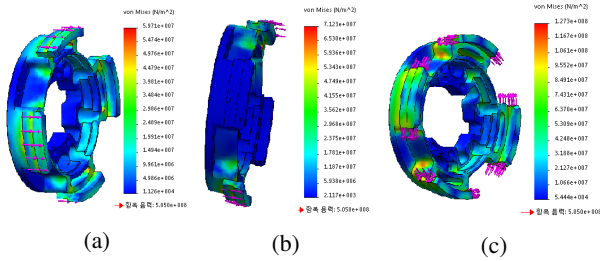 von Mises (N/m^2)
5.971e+007
5.474e+007
4.976e+007
4.479e+007
3.981e+007
3.484e+007
2.986e+007
2.489e+007
1.991e+007
1.494e+007
9.961e+006
4.986e+006
1.126e+004
항복 응력: 5.050e+008
(a)
von Mises (N/m^2)
7.123e+007
6.530e+007
5.936e+007
5.343e+007
4.749e+007
4.155e+007
3.562e+007
2.968e+007
2.375e+007
1.781e+007
1.187e+007
5.938e+006
2.117e+003
항복 응력: 5.050e+008
(b)
von Mises (N/m^2)
1.273e+008
1.167e+008
1.061e+008
9.552e+007
8.491e+007
7.431e+007
6.370e+007
5.309e+007
4.248e+007
3.187e+007
2.127e+007
1.066e+007
5.444e+004
항복 응력: 5.050e+008
(c)